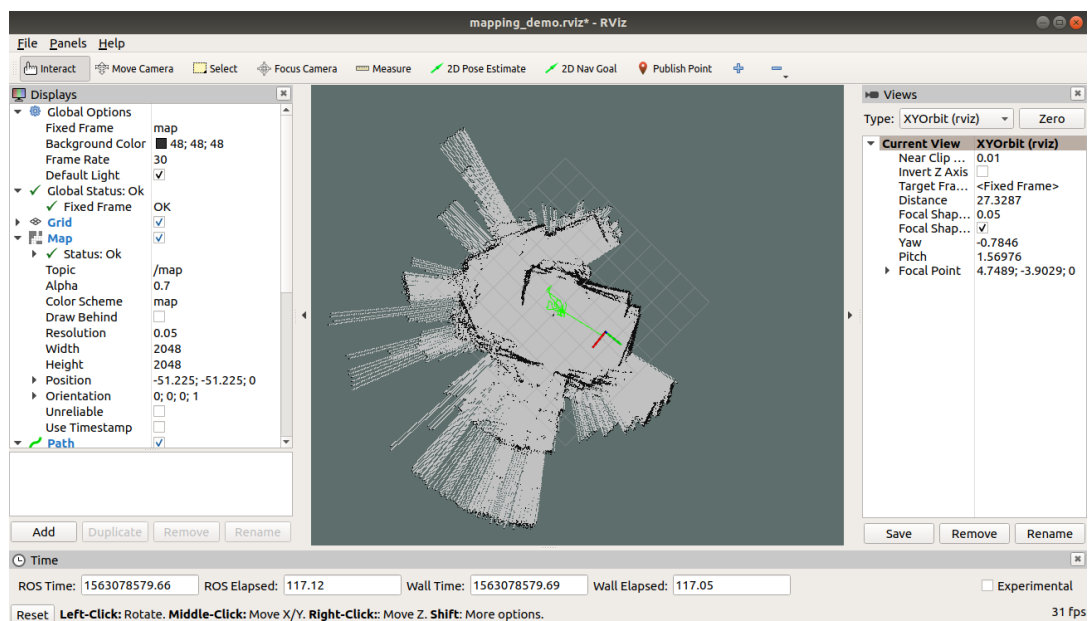 mapping_demo.rviz* - RViz
File Panels Help
Interact Move Camera Select Focus Camera Measure 2D Pose Estimate 2D Nav Goal Publish Point
Displays
Global Options
Fixed Frame map
Background Color 48; 48; 48
Frame Rate 30
Default Light
Global Status: Ok
Fixed Frame OK
Grid
Map
Status: Ok
Topic /map
Alpha 0.7
Color Scheme map
Draw Behind
Resolution 0.05
Width 2048
Height 2048
Position -51.225; -51.225; 0
Orientation 0; 0; 0; 1
Unreliable
Use Timestamp
Path
Add Duplicate Remove Rename
Views
Type: XYOrbit (rviz) Zero
Current View XYOrbit (rviz)
Near Clip ... 0.01
Invert Z Axis
Target Fra... <Fixed Frame>
Distance 27.3287
Focal Shap... 0.05
Focal Shap...
Yaw -0.7846
Pitch 1.56976
Focal Point 4.7489; -3.9029; 0
Save Remove Rename
Time
ROS Time: 1563078579.66 ROS Elapsed: 117.12 Wall Time: 1563078579.69 Wall Elapsed: 117.05 Experimental
Reset Left-Click: Rotate. Middle-Click: Move X/Y. Right-Click:: Move Z. Shift: More options. 31 fps